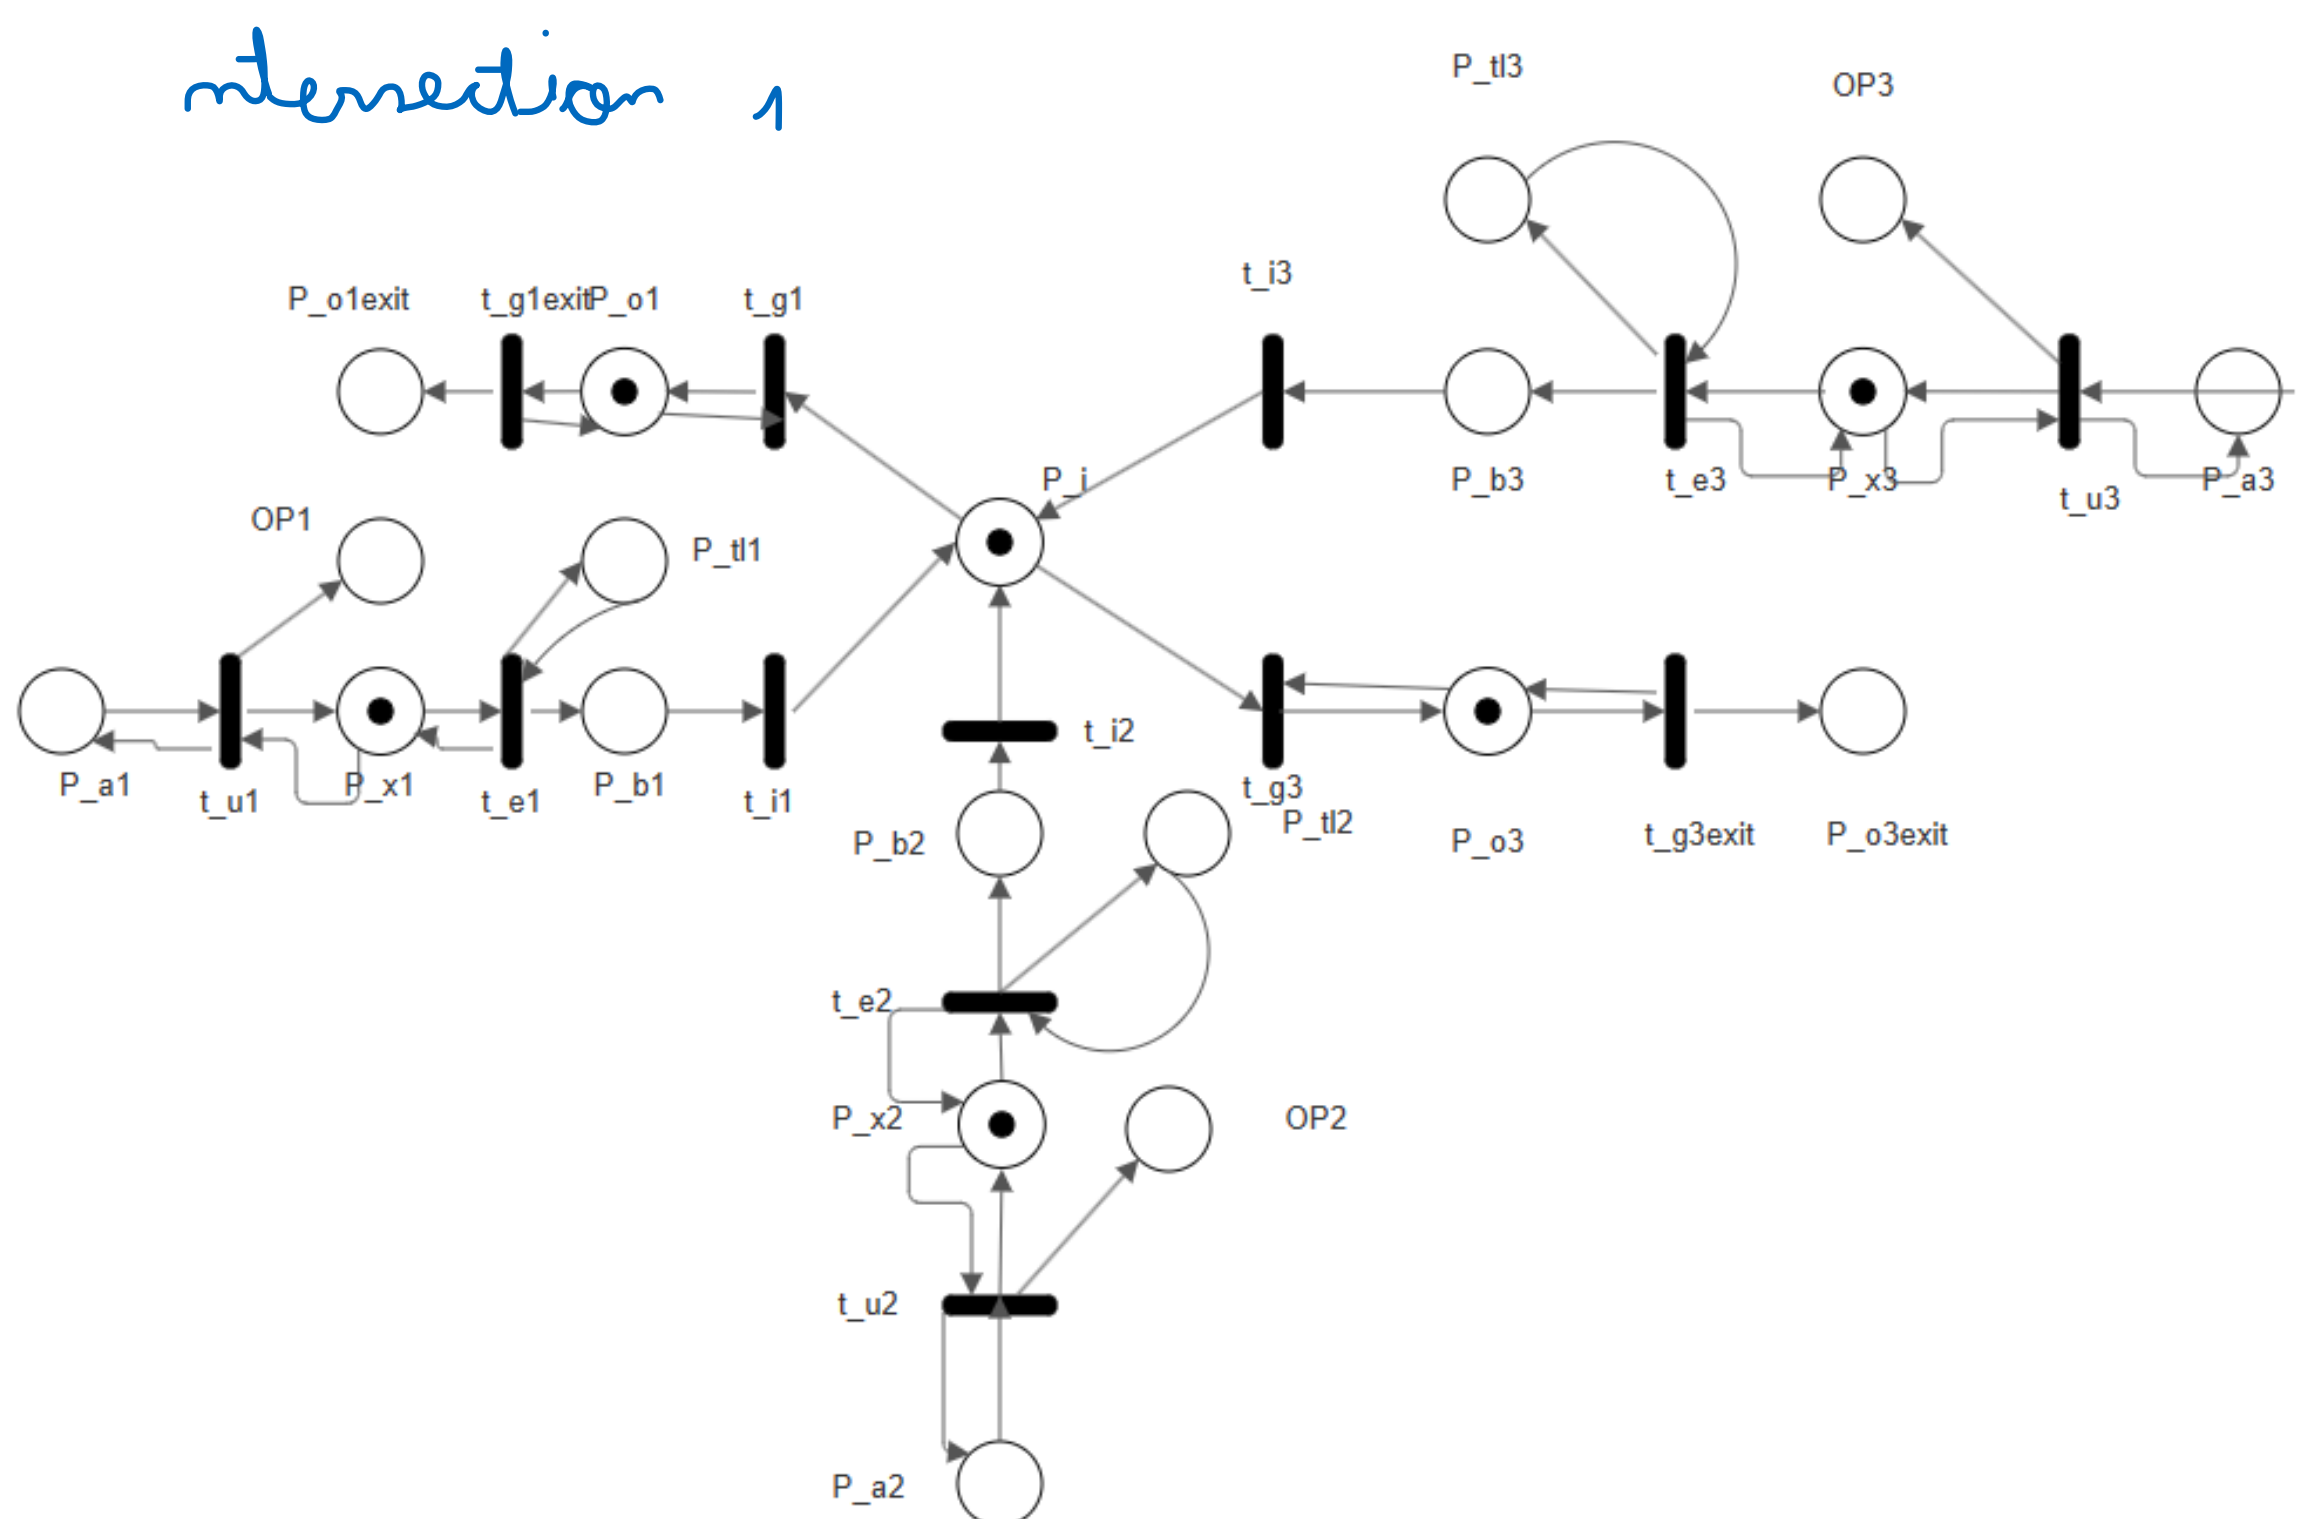 ntersection 1
P_tl3
OP3
t_i3
P_o1exit t_g1exit P_o1 t_g1
P_i P_b3 t_e3 P_x3 t_u3 P_a3
OP1 P_tl1
P_a1 t_u1 P_x1 t_e1 P_b1 t_i1
t_i2
t_g3
P_tl2
P_b2 P_o3 t_g3exit P_o3exit
t_e2
P_x2 OP2
t_u2
P_a2